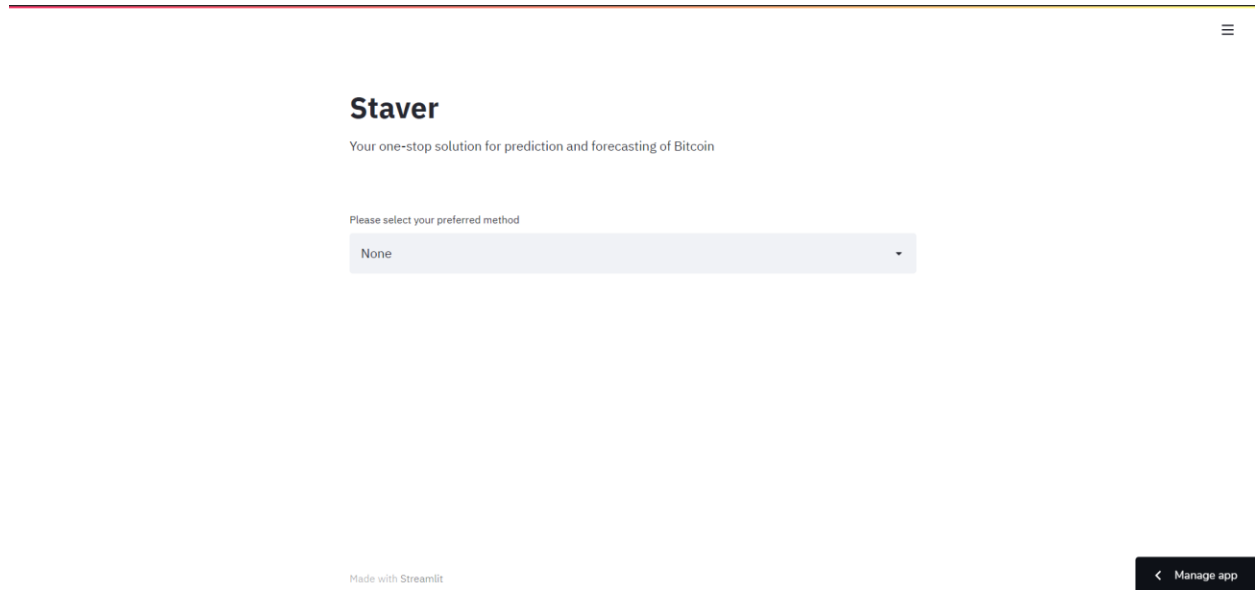 Staver
Your one-stop solution for prediction and forecasting of Bitcoin
Please select your preferred method
None
Made with Streamlit
Manage app